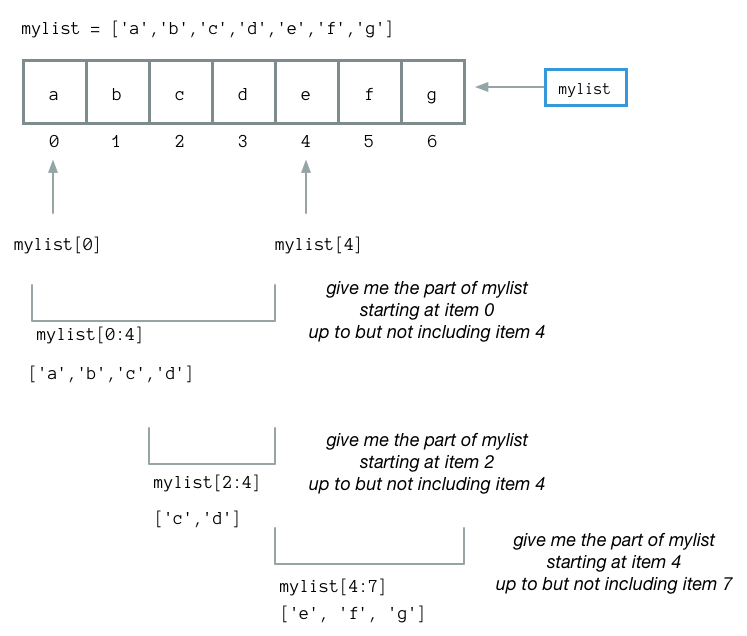 mylist = ['a','b','c','d','e','f','g']
a b c d e f g
mylist
0 1 2 3 4 5 6
mylist[0]
mylist[4]
give me the part of mylist
starting at item 0
up to but not including item 4
mylist[0:4]
['a','b','c','d']
give me the part of mylist
starting at item 2
up to but not including item 4
mylist[2:4]
['c','d']
give me the part of mylist
starting at item 4
up to but not including item 7
mylist[4:7]
['e', 'f', 'g']